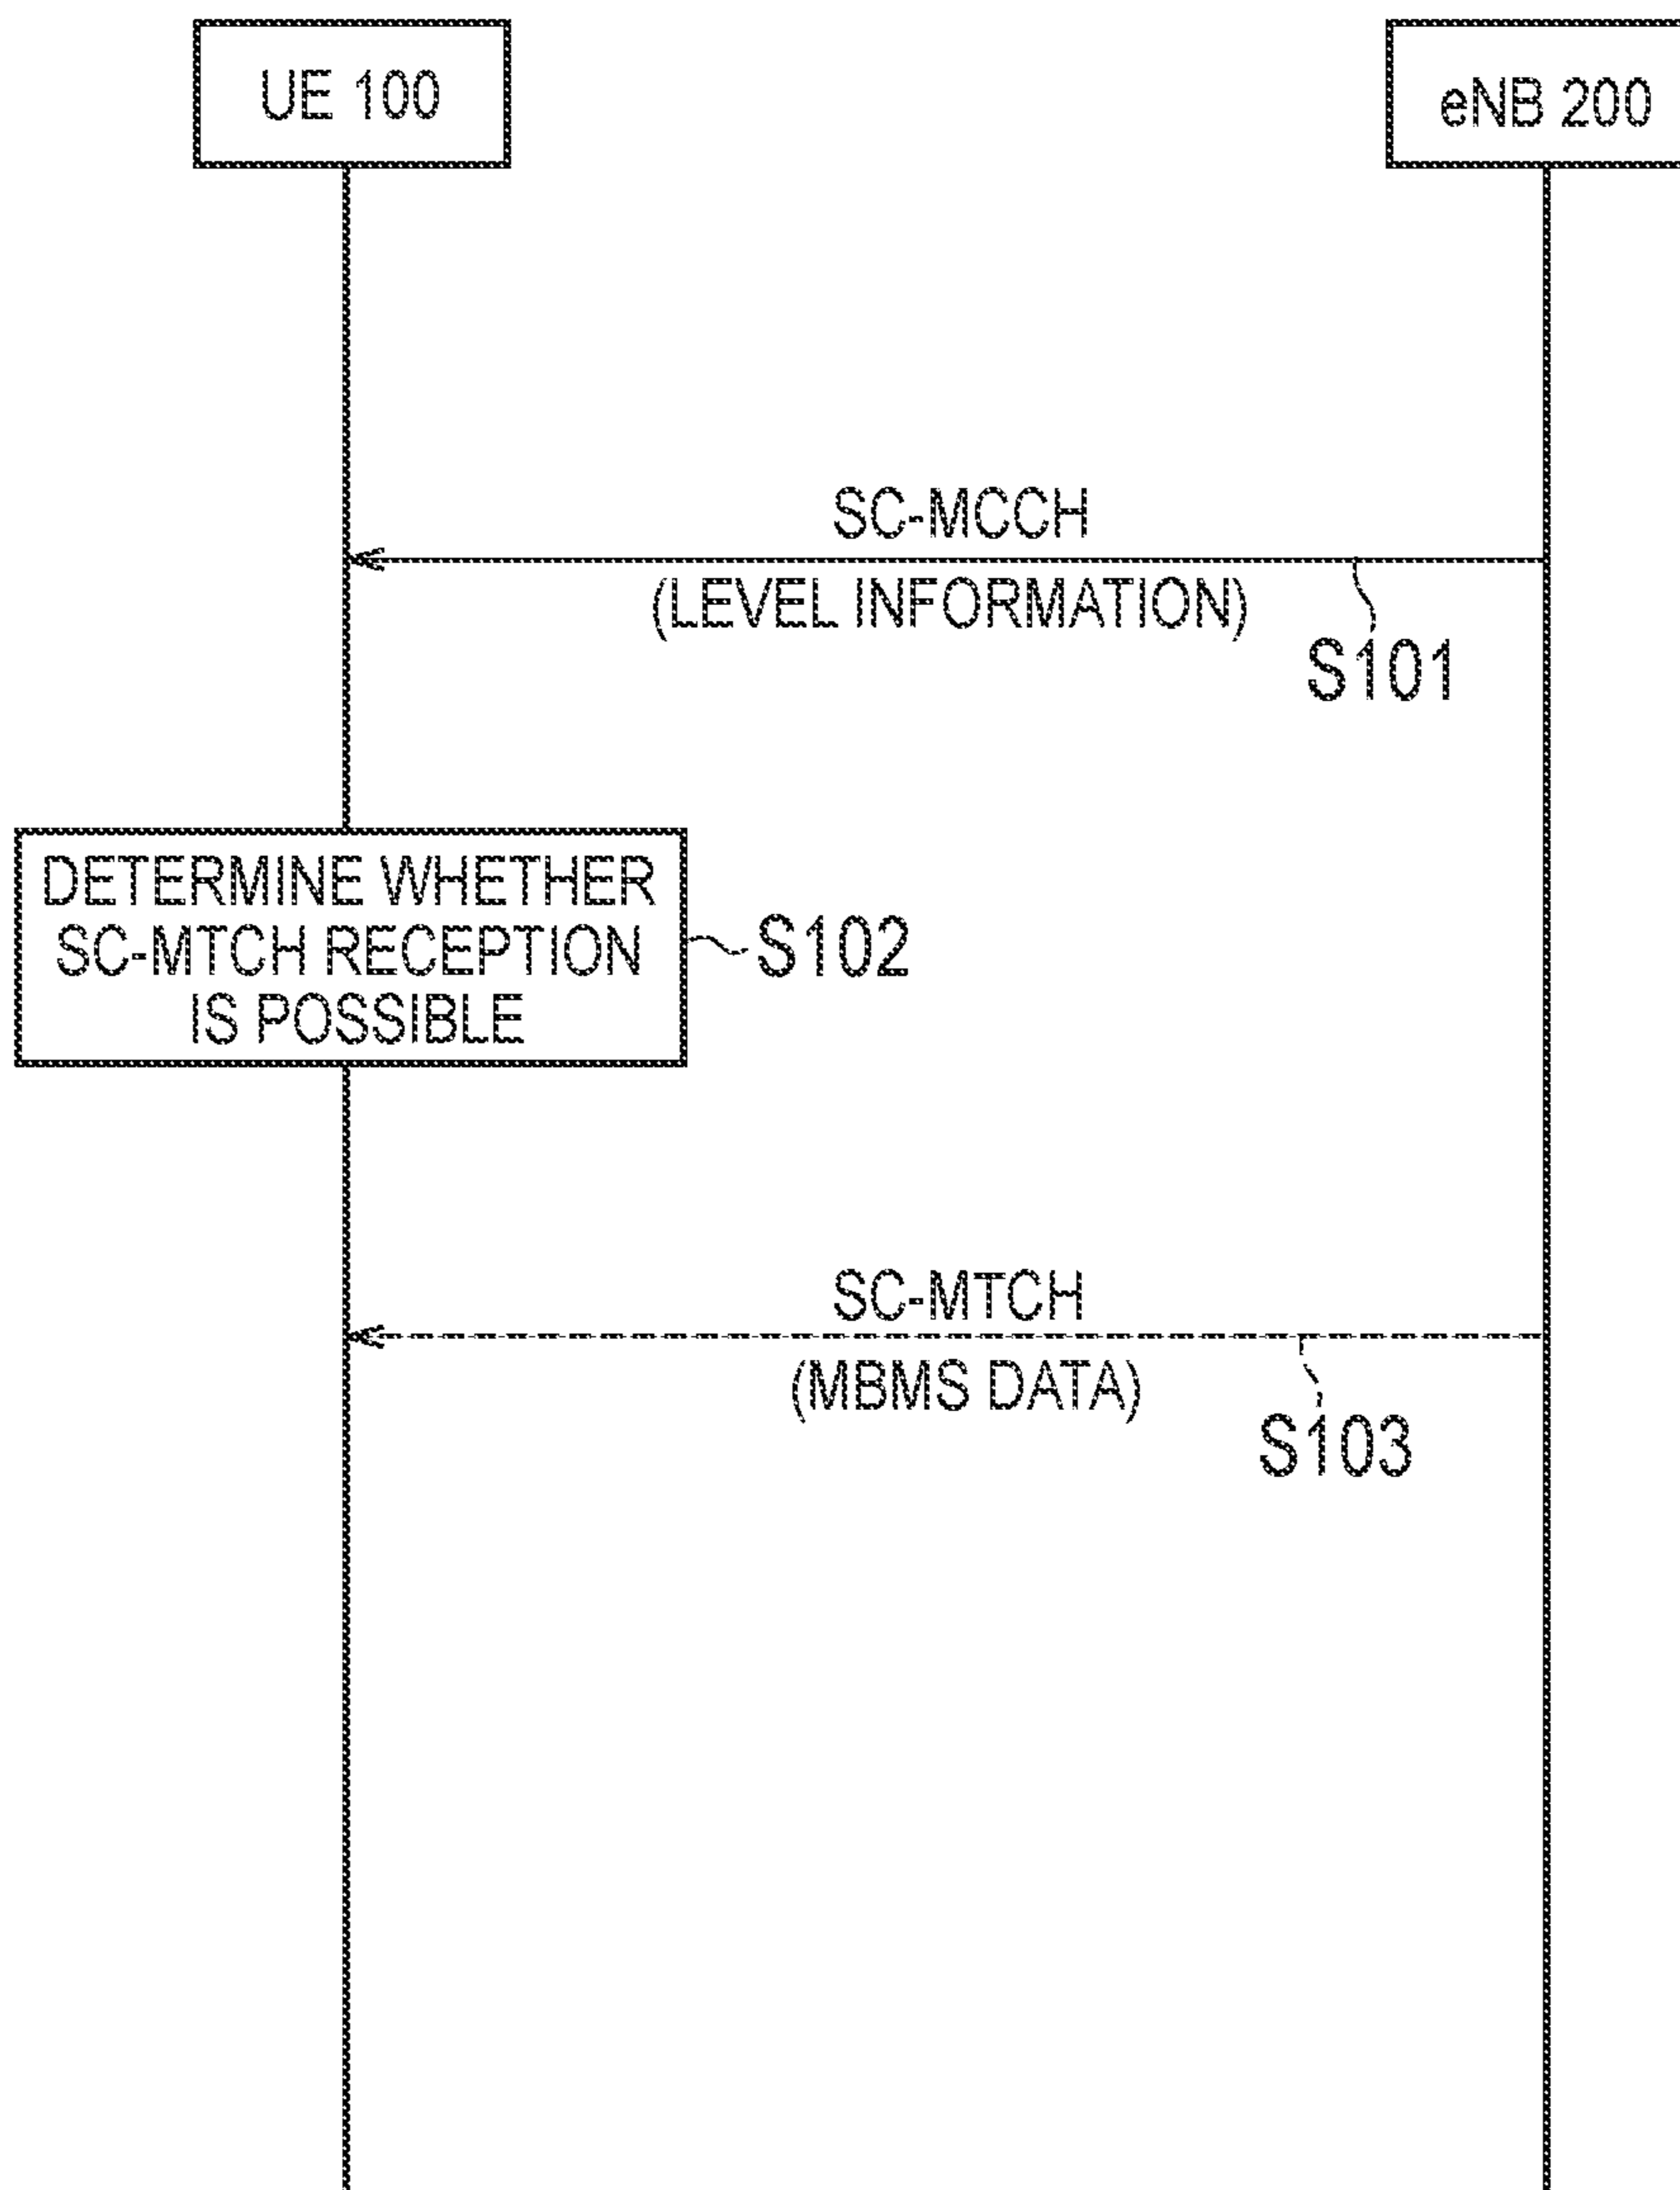 UE 100
eNB 200
SC-MCCH
(LEVEL INFORMATION)
S101
DETERMINE WHETHER
SC-MTCH RECEPTION
IS POSSIBLE
S102
SC-MTCH
(MBMS DATA)
S103